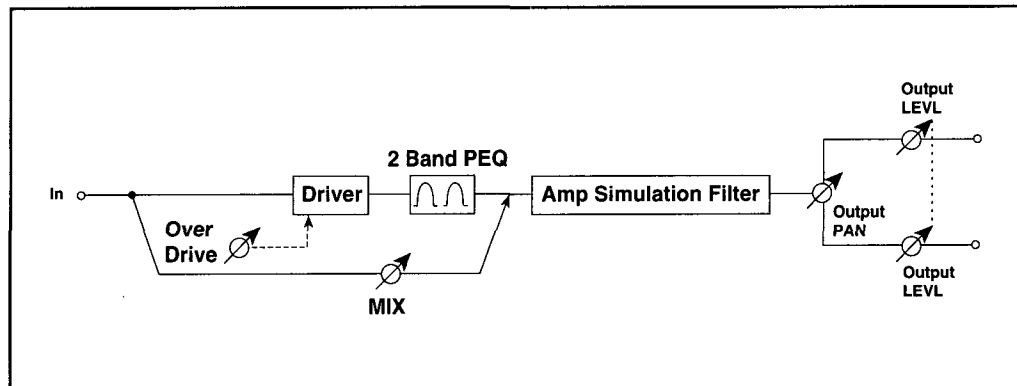 Output
LEVL
2 Band PEQ
In
Driver
Amp Simulation Filter
Over
Drive
Output
PAN
MIX
Output
LEVL